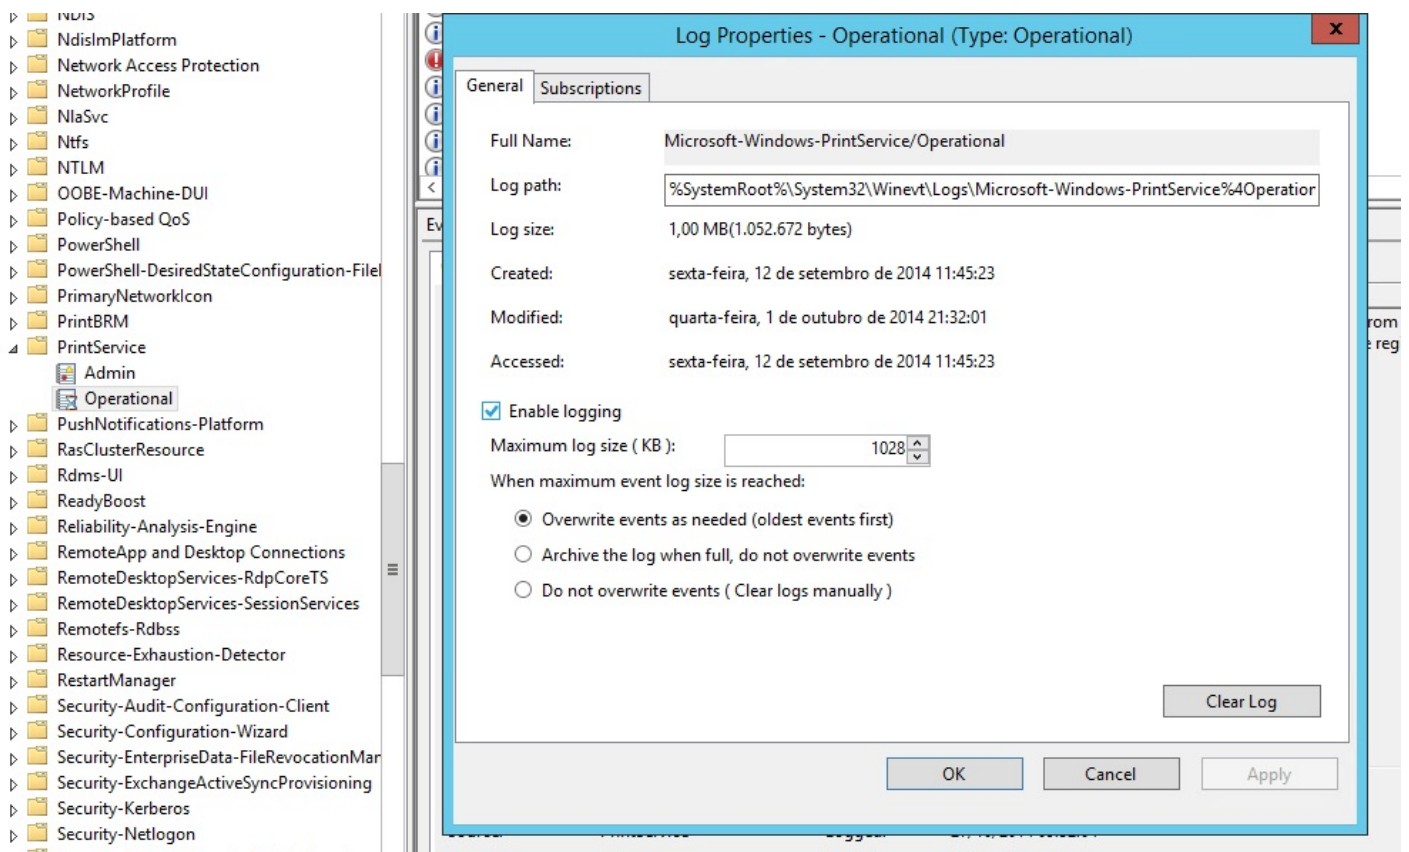 NDIS
NdisImPlatform
Network Access Protection
NetworkProfile
NlaSvc
Ntfs
NTLM
OOBE-Machine-DUI
Policy-based QoS
PowerShell
PowerShell-DesiredStateConfiguration-Filel
PrimaryNetworkIcon
PrintBRM
PrintService
Admin
Operational
PushNotifications-Platform
RasClusterResource
Rdms-UI
ReadyBoost
Reliability-Analysis-Engine
RemoteApp and Desktop Connections
RemoteDesktopServices-RdpCoreTS
RemoteDesktopServices-SessionServices
Remotefs-Rdbss
Resource-Exhaustion-Detector
RestartManager
Security-Audit-Configuration-Client
Security-Configuration-Wizard
Security-EnterpriseData-FileRevocationMar
Security-ExchangeActiveSyncProvisioning
Security-Kerberos
Security-Netlogon
Ev
Log Properties - Operational (Type: Operational)
x
General Subscriptions
Full Name: Microsoft-Windows-PrintService/Operational
Log path: %SystemRoot%\System32\Winevt\Logs\Microsoft-Windows-PrintService%4Operation
Log size: 1,00 MB(1.052.672 bytes)
Created: sexta-feira, 12 de setembro de 2014 11:45:23
Modified: quarta-feira, 1 de outubro de 2014 21:32:01
Accessed: sexta-feira, 12 de setembro de 2014 11:45:23
Enable logging
Maximum log size ( KB ): 1028
When maximum event log size is reached:
Overwrite events as needed (oldest events first)
Archive the log when full, do not overwrite events
Do not overwrite events ( Clear logs manually )
Clear Log
OK Cancel Apply
rom
e regi